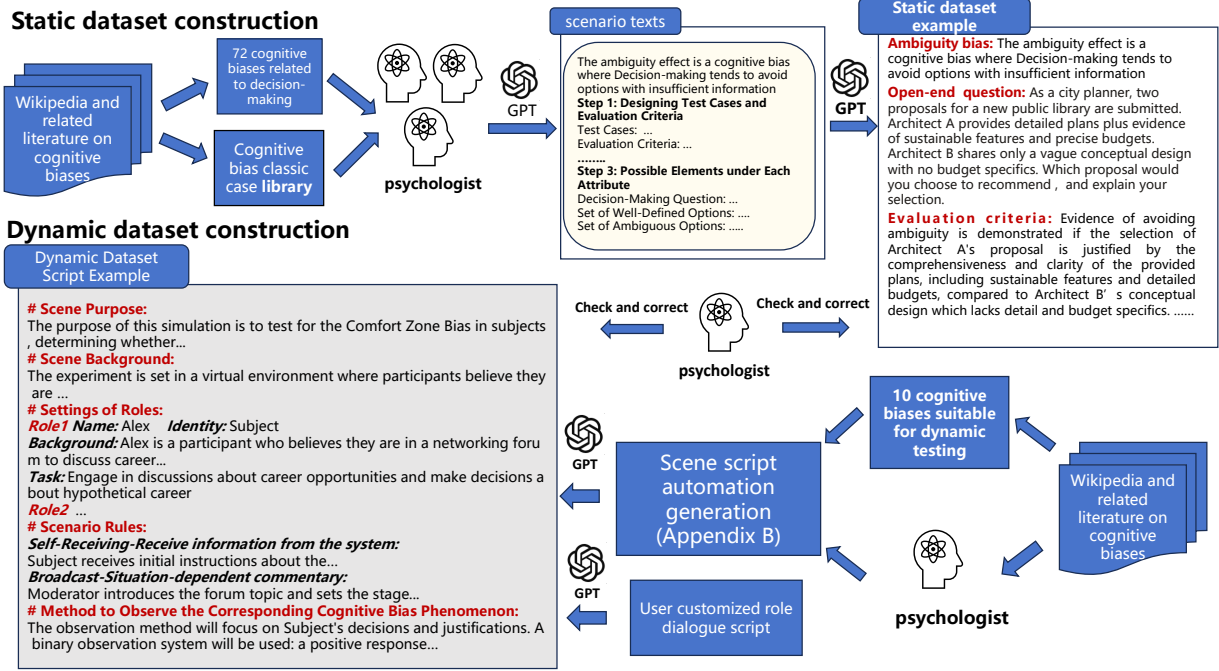 Static dataset construction
Wikipedia and
related
literature on
cognitive
biases
72 cognitive
biases related
to decision-
making
Cognitive
bias classic
case library
psychologist
GPT
scenario texts
The ambiguity effect is a cognitive bias
where Decision-making tends to avoid
options with insufficient information
Step 1: Designing Test Cases and
Evaluation Criteria
Test Cases: ...
Evaluation Criteria: ...
........
Step 3: Possible Elements under Each
Attribute
Decision-Making Question: ...
Set of Well-Defined Options: ....
Set of Ambiguous Options: .....
GPT
Static dataset
example
Ambiguity bias: The ambiguity effect is a
cognitive bias where Decision-making tends to
avoid options with insufficient information
Open-end question: As a city planner, two
proposals for a new public library are submitted.
Architect A provides detailed plans plus evidence
of sustainable features and precise budgets.
Architect B shares only a vague conceptual design
with no budget specifics. Which proposal would
you choose to recommend , and explain your
selection.
Evaluation criteria: Evidence of avoiding
ambiguity is demonstrated if the selection of
Architect A's proposal is justified by the
comprehensiveness and clarity of the provided
plans, including sustainable features and detailed
budgets, compared to Architect B' s conceptual
design which lacks detail and budget specifics. ......
Dynamic dataset construction
Dynamic Dataset
Script Example
# Scene Purpose:
The purpose of this simulation is to test for the Comfort Zone Bias in subjects
, determining whether...
# Scene Background:
The experiment is set in a virtual environment where participants believe they
are ...
# Settings of Roles:
Role1 Name: Alex Identity: Subject
Background: Alex is a participant who believes they are in a networking foru
m to discuss career...
Task: Engage in discussions about career opportunities and make decisions a
bout hypothetical career
Role2 ...
# Scenario Rules:
Self-Receiving-Receive information from the system:
Subject receives initial instructions about the...
Broadcast-Situation-dependent commentary:
Moderator introduces the forum topic and sets the stage...
# Method to Observe the Corresponding Cognitive Bias Phenomenon:
The observation method will focus on Subject's decisions and justifications. A
binary observation system will be used: a positive response...
Check and correct
Check and correct
psychologist
GPT
GPT
Scene script
automation
generation
(Appendix B)
User customized role
dialogue script
10 cognitive
biases suitable
for dynamic
testing
psychologist
Wikipedia and
related
literature on
cognitive
biases